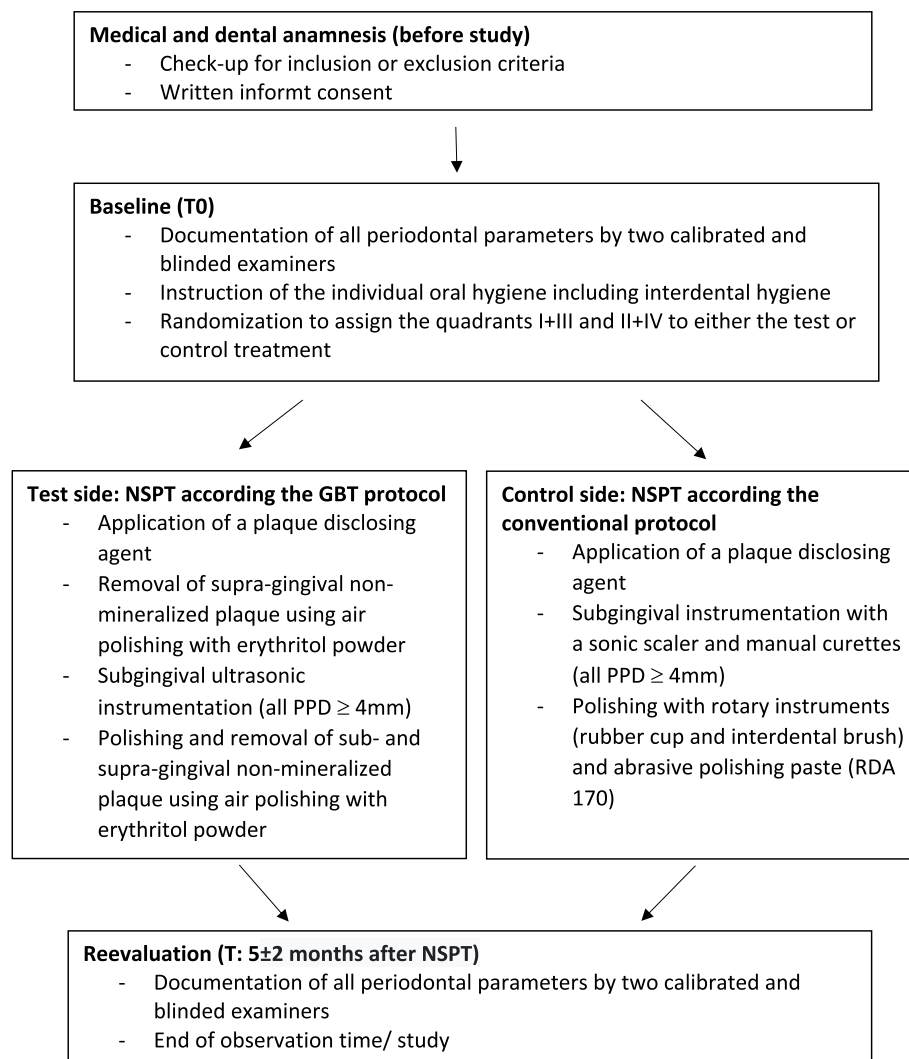 Medical and dental anamnesis (before study)
- Check-up for inclusion or exclusion criteria
- Written informt consent
Baseline (T0)
- Documentation of all periodontal parameters by two calibrated and
blinded examiners
- Instruction of the individual oral hygiene including interdental hygiene
- Randomization to assign the quadrants I+III and II+IV to either the test or
control treatment
Test side: NSPT according the GBT protocol
- Application of a plaque disclosing
agent
- Removal of supra-gingival non-
mineralized plaque using air
polishing with erythritol powder
- Subgingival ultrasonic
instrumentation (all PPD ≥ 4mm)
- Polishing and removal of sub- and
supra-gingival non-mineralized
plaque using air polishing with
erythritol powder
Control side: NSPT according the
conventional protocol
- Application of a plaque disclosing
agent
- Subgingival instrumentation with
a sonic scaler and manual curettes
(all PPD ≥ 4mm)
- Polishing with rotary instruments
(rubber cup and interdental brush)
and abrasive polishing paste (RDA
170)
Reevaluation (T: 5±2 months after NSPT)
- Documentation of all periodontal parameters by two calibrated and
blinded examiners
- End of observation time/ study